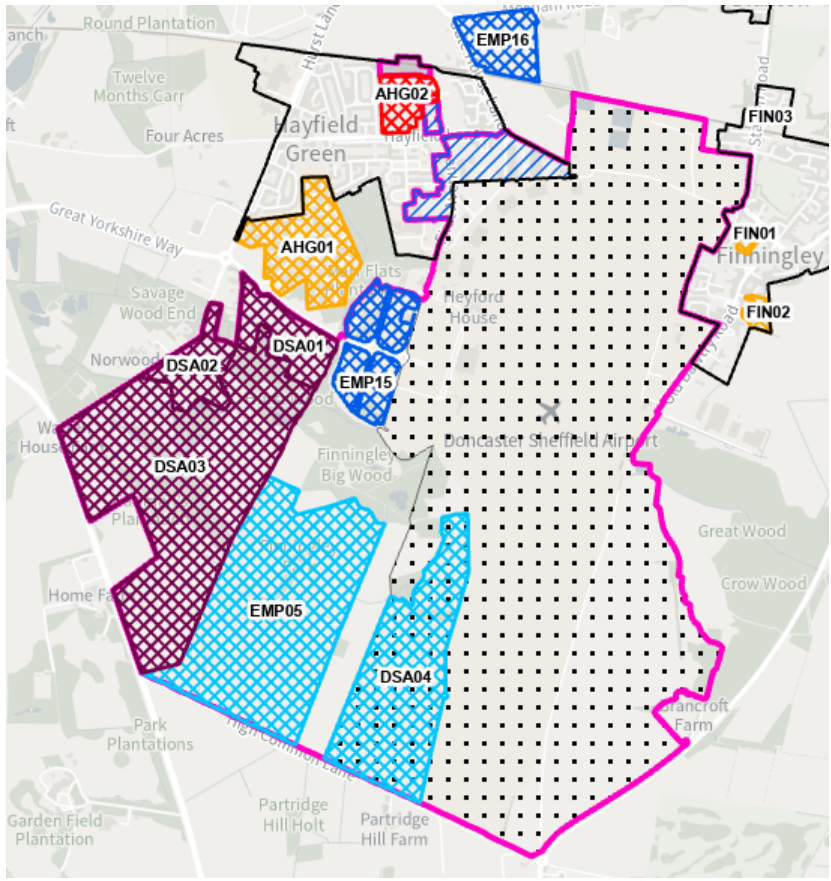 Round Plantation
anch
Hurst Lane
EMP16
Twelve
Months Carr
AHG02
FIN03
Four Acres
Hayfield
Green
Great Yorkshire Way
FIN01
AHG01
Finningley
Savage
Wood End
Heyford
House
FIN02
DSA01
Norwood
DSA02
EMP15
Doncaster Sheffield Airport
DSA03
Finningley
Big Wood
Great Wood
Home Fa
Crow Wood
EMP05
DSA04
Brancroft
Farm
High Common Lane
Park
Plantations
Partridge
Hill Holt
Garden Field
Plantation
Partridge
Hill Farm